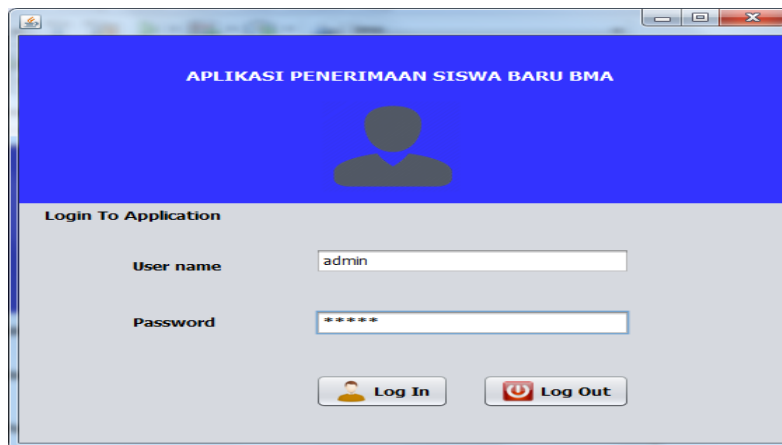 APLIKASI PENERIMAAN SISWA BARU BMA
Login To Application
User name
admin
Password
*****
Log In
Log Out